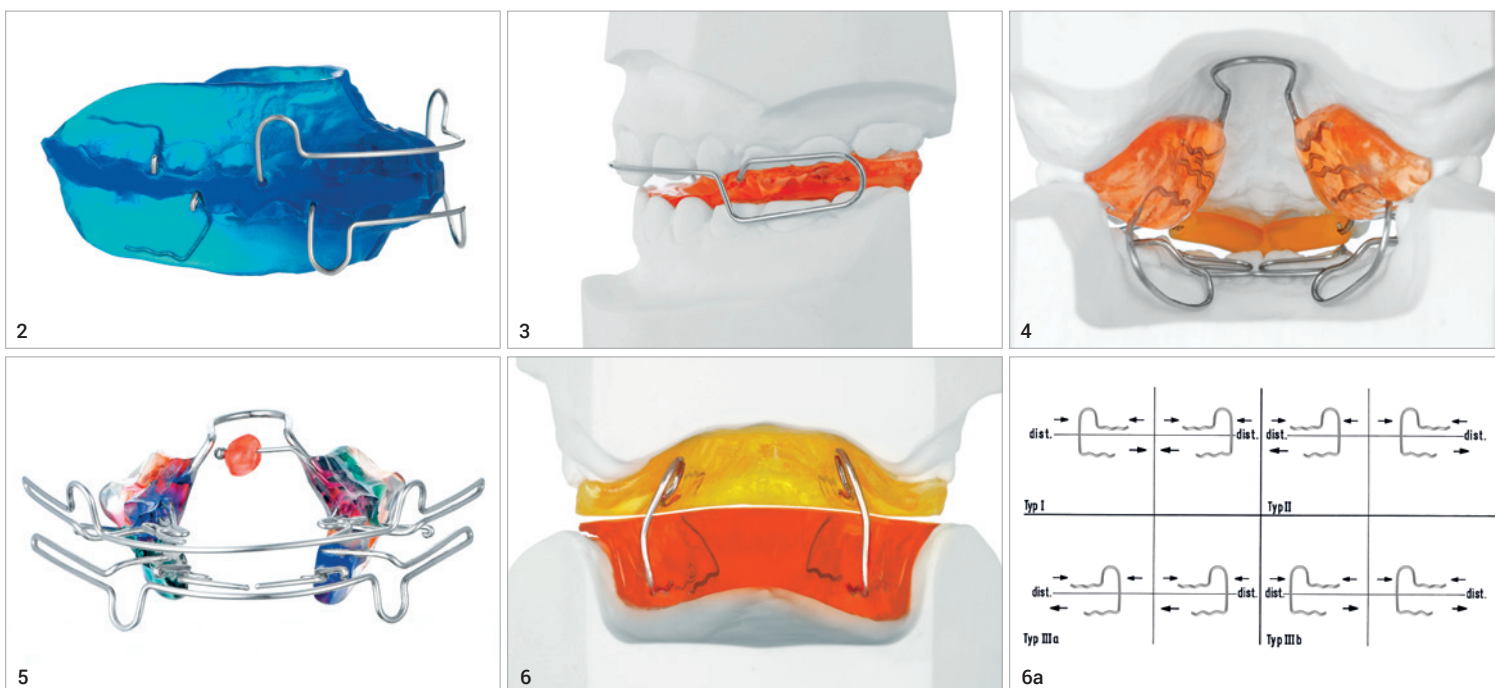 2
3
4
5
6
dist.
dist.
dist.
dist.
Typ I
Typ II
dist.
dist.
dist.
dist.
Typ IIIa
Typ IIIb
6a